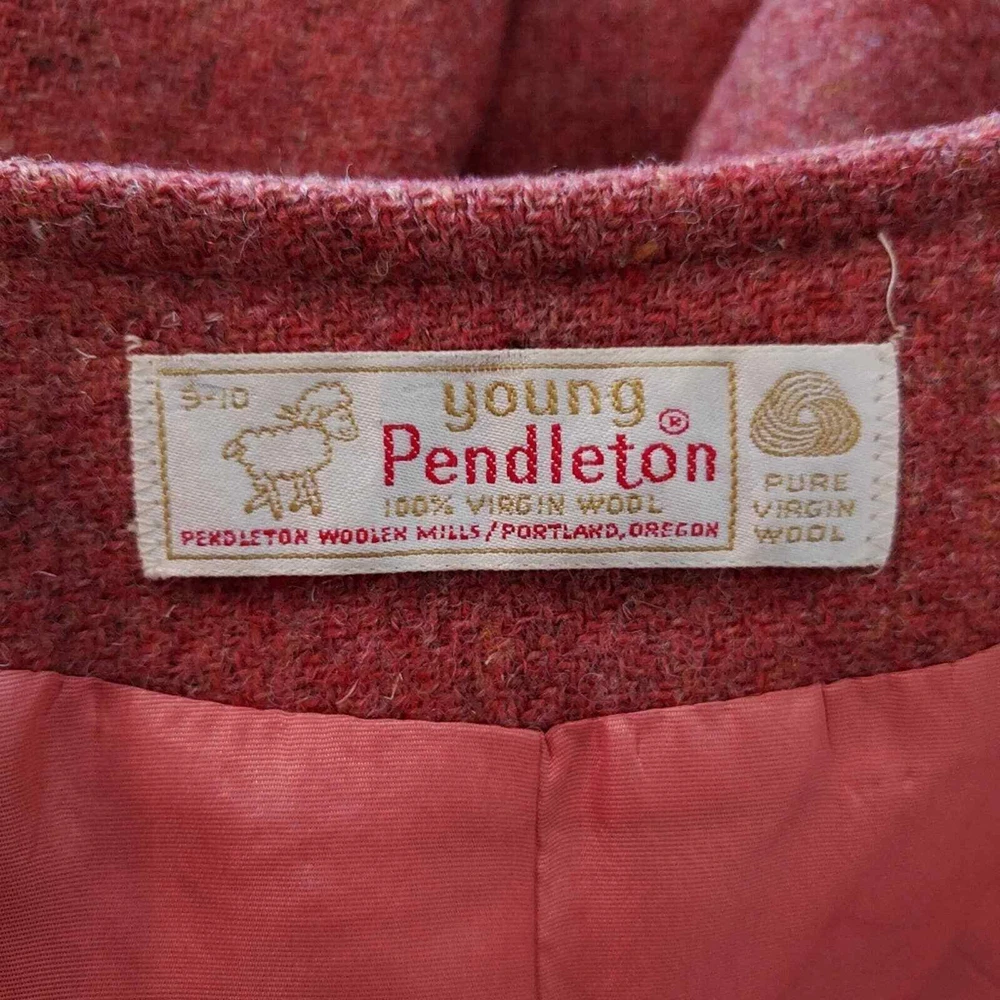 9-10
young
Pendleton®
100% VIRGIN WOOL
PENDLETON WOOLEN MILLS/PORTLAND, OREGON
PURE
VIRGIN
WOOL